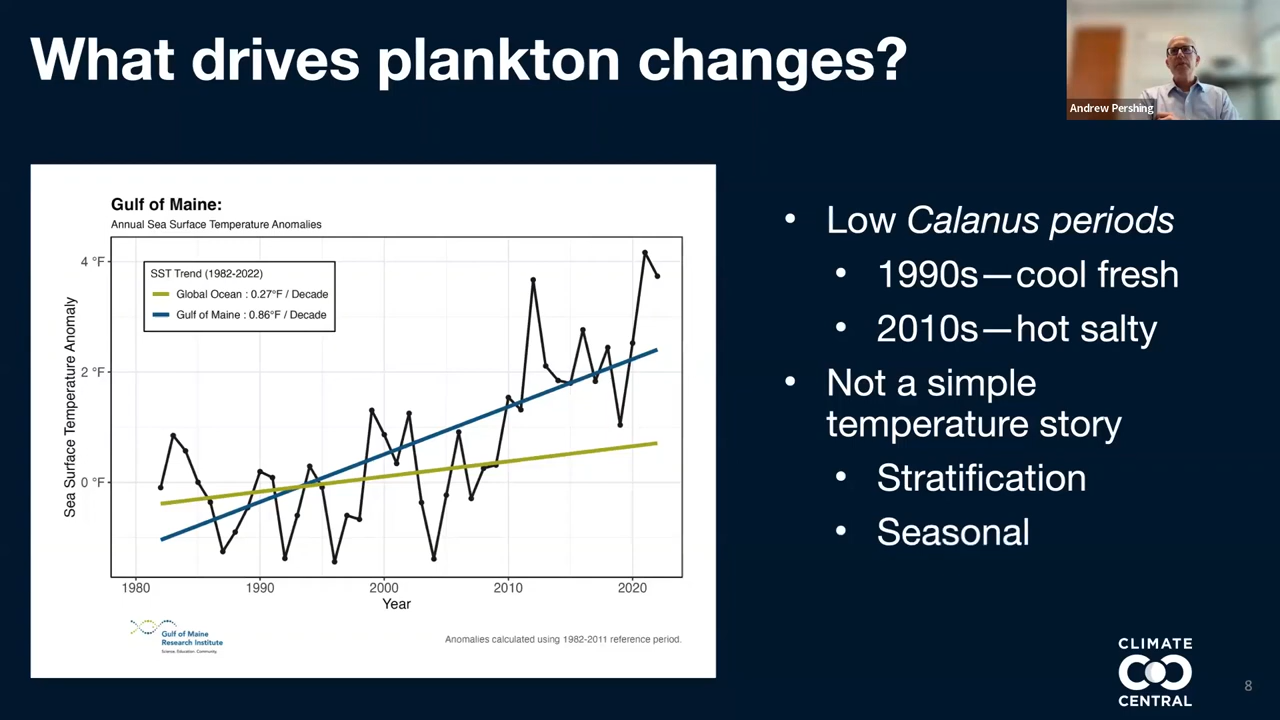 What drives plankton changes?
Andrew Pershing
Gulf of Maine:
Annual Sea Surface Temperature Anomalies
SST Trend (1982-2022)
Global Ocean : 0.27°F / Decade
Gulf of Maine : 0.86°F / Decade
Sea Surface Temperature Anomaly
4 °F
2 °F
0 °F
1980 1990 2000 2010 2020
Year
Gulf of Maine
Research Institute
Science. Education. Community.
Anomalies calculated using 1982-2011 reference period.
• Low Calanus periods
• 1990s—cool fresh
• 2010s—hot salty
• Not a simple
temperature story
• Stratification
• Seasonal
CLIMATE
CENTRAL
8